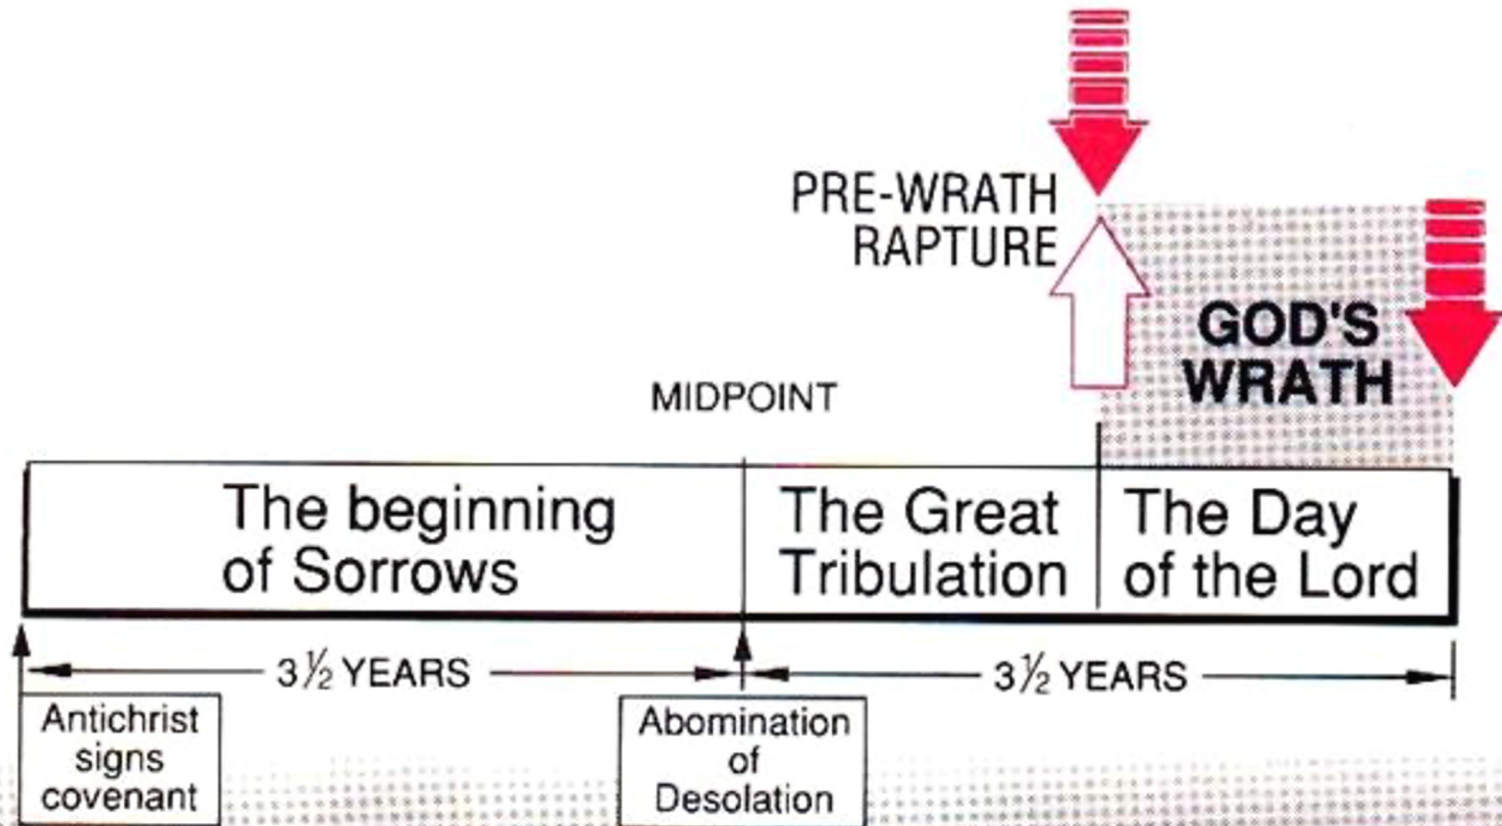 PRE-WRATH
RAPTURE
GOD'S
WRATH
MIDPOINT
The beginning
of Sorrows
The Great
Tribulation
The Day
of the Lord
3½ YEARS
3½ YEARS
Antichrist
signs
covenant
Abomination
of
Desolation